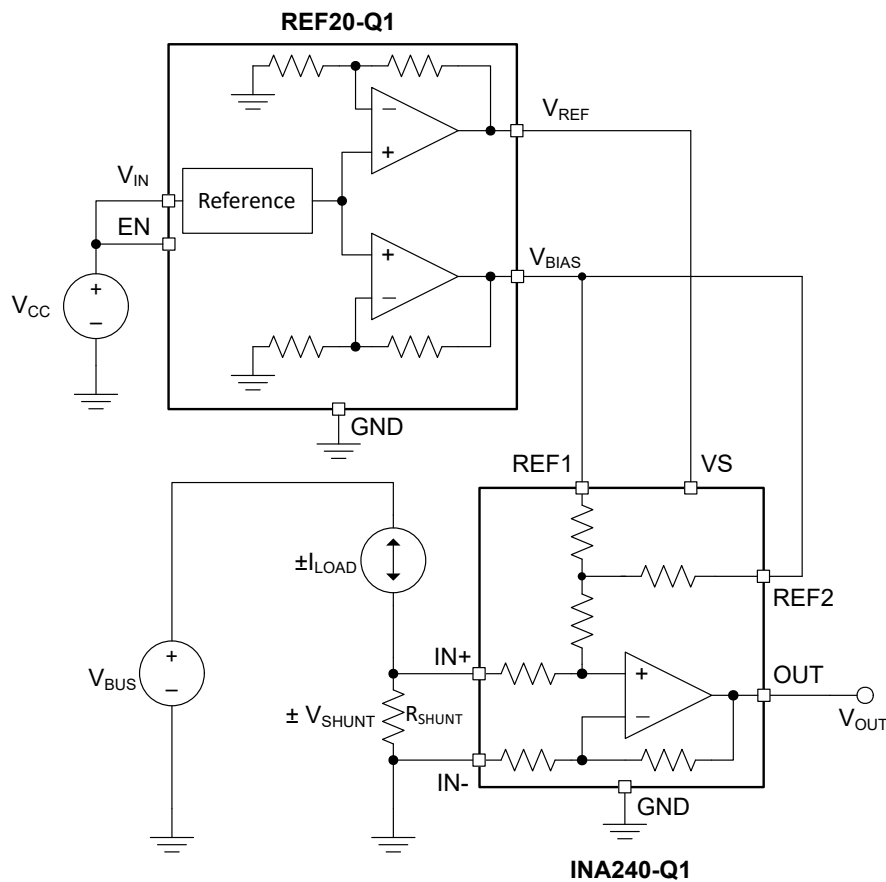 REF20-Q1
V_REF
V_IN
Reference
EN
V_BIAS
V_CC
GND
REF1
VS
±I_LOAD
REF2
IN+
OUT
V_BUS
± V_SHUNT
R_SHUNT
V_OUT
IN-
GND
INA240-Q1